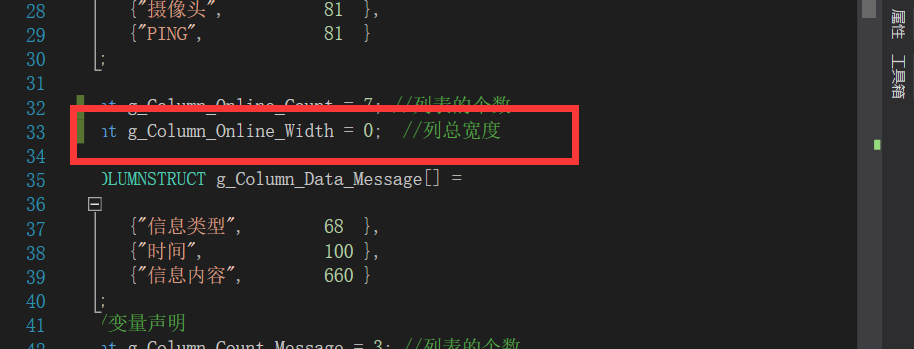 28 {"摄像头", 81 },
29 {"PING", 81 }
30 ;
31
32 nt g_Column_Online_Count = 7; //列表的个数
33 nt g_Column_Online_Width = 0; //列总宽度
34
35 OLUMNSTRUCT g_Column_Data_Message[] =
36
37 {"信息类型", 68 },
38 {"时间", 100 },
39 {"信息内容", 660 }
40 ;
41 /变量声明
42 nt g_Column_Count_Message = 3; //列表的个数
属性
工具箱